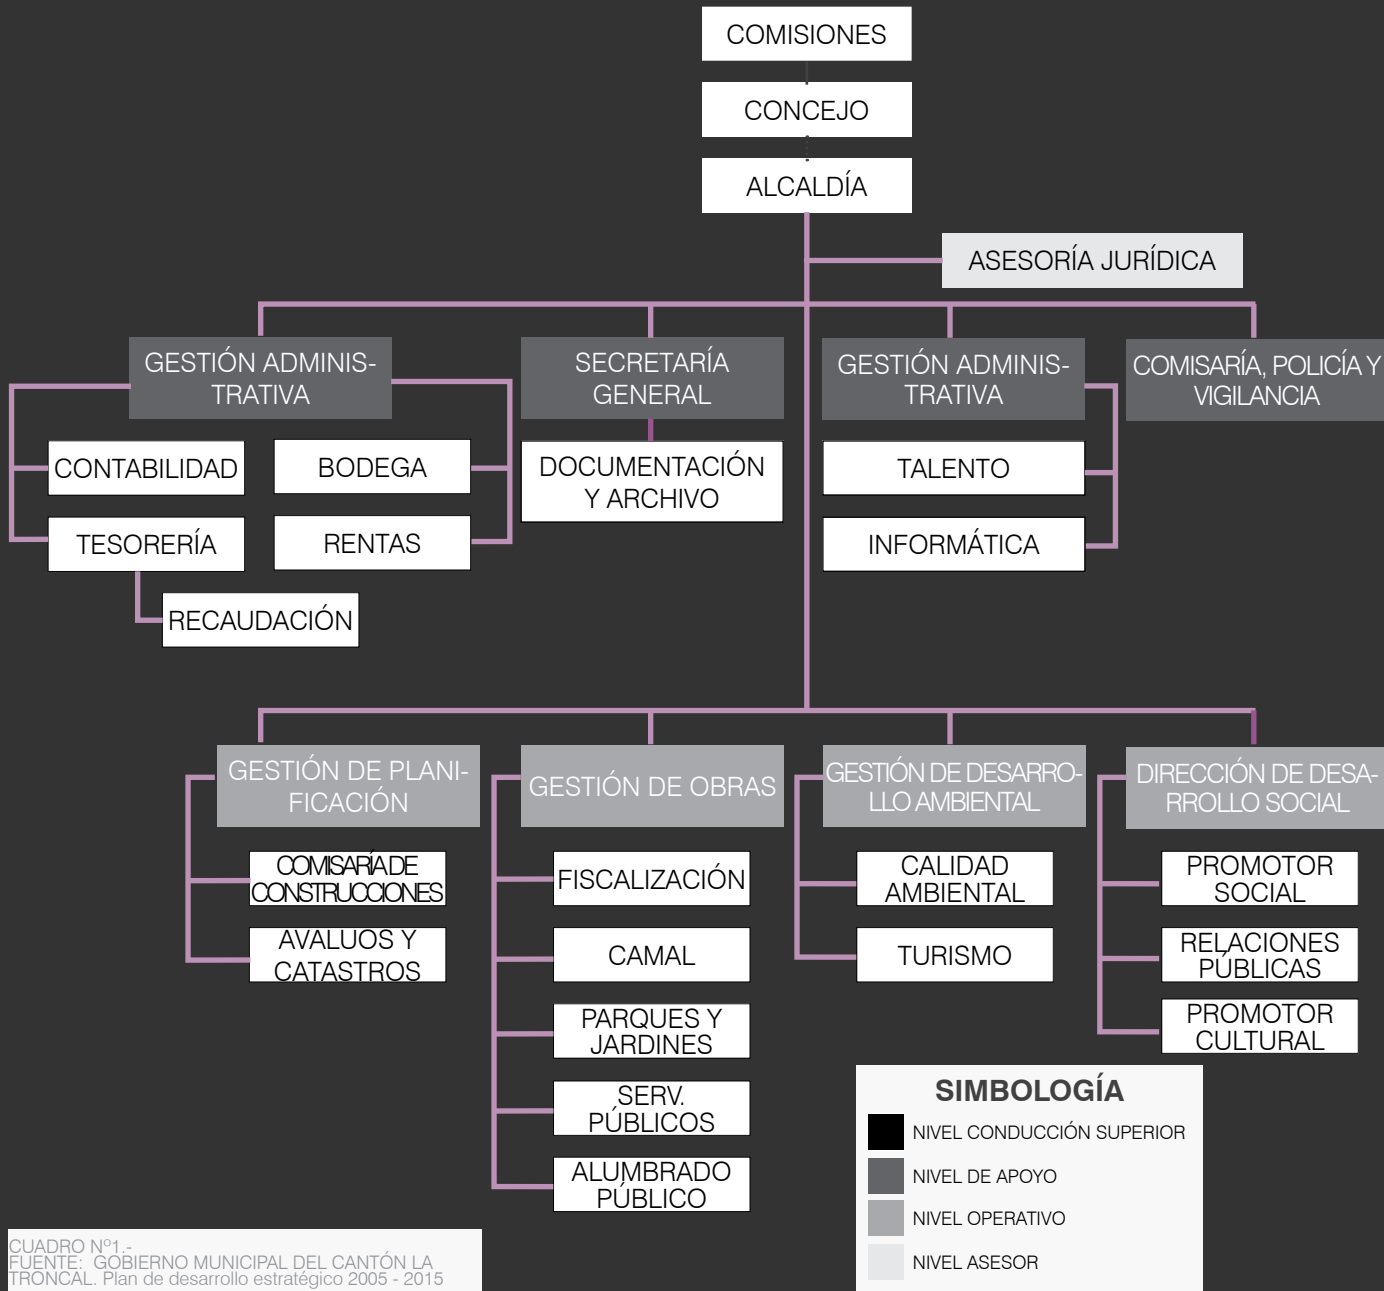 COMISIONES
CONCEJO
ALCALDÍA
ASESORÍA JURÍDICA
GESTIÓN ADMINIS-
TRATIVA
SECRETARÍA
GENERAL
GESTIÓN ADMINIS-
TRATIVA
COMISARÍA, POLICÍA Y
VIGILANCIA
CONTABILIDAD
BODEGA
DOCUMENTACIÓN
Y ARCHIVO
TALENTO
TESORERÍA
RENTAS
INFORMÁTICA
RECAUDACIÓN
GESTIÓN DE PLANI-
FICACIÓN
GESTIÓN DE OBRAS
GESTIÓN DE DESARRO-
LLO AMBIENTAL
DIRECCIÓN DE DESA-
RROLLO SOCIAL
COMISARÍA DE
CONSTRUCCIONES
AVALUOS Y
CATASTROS
FISCALIZACIÓN
CAMAL
PARQUES Y
JARDINES
SERV.
PÚBLICOS
ALUMBRADO
PÚBLICO
CALIDAD
AMBIENTAL
TURISMO
PROMOTOR
SOCIAL
RELACIONES
PÚBLICAS
PROMOTOR
CULTURAL
SIMBOLOGÍA
NIVEL CONDUCCIÓN SUPERIOR
NIVEL DE APOYO
NIVEL OPERATIVO
NIVEL ASESOR
CUADRO Nº1.-
FUENTE: GOBIERNO MUNICIPAL DEL CANTÓN LA
TRONCAL. Plan de desarrollo estratégico 2005 - 2015